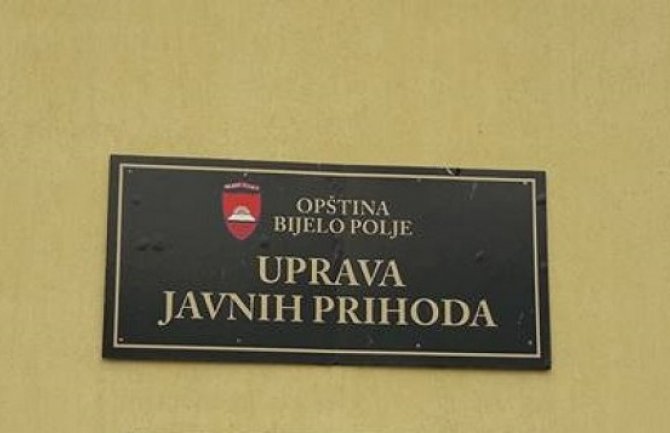 OPŠTINA
BIJELO POLJE
UPRAVA
JAVNIH PRIHODA